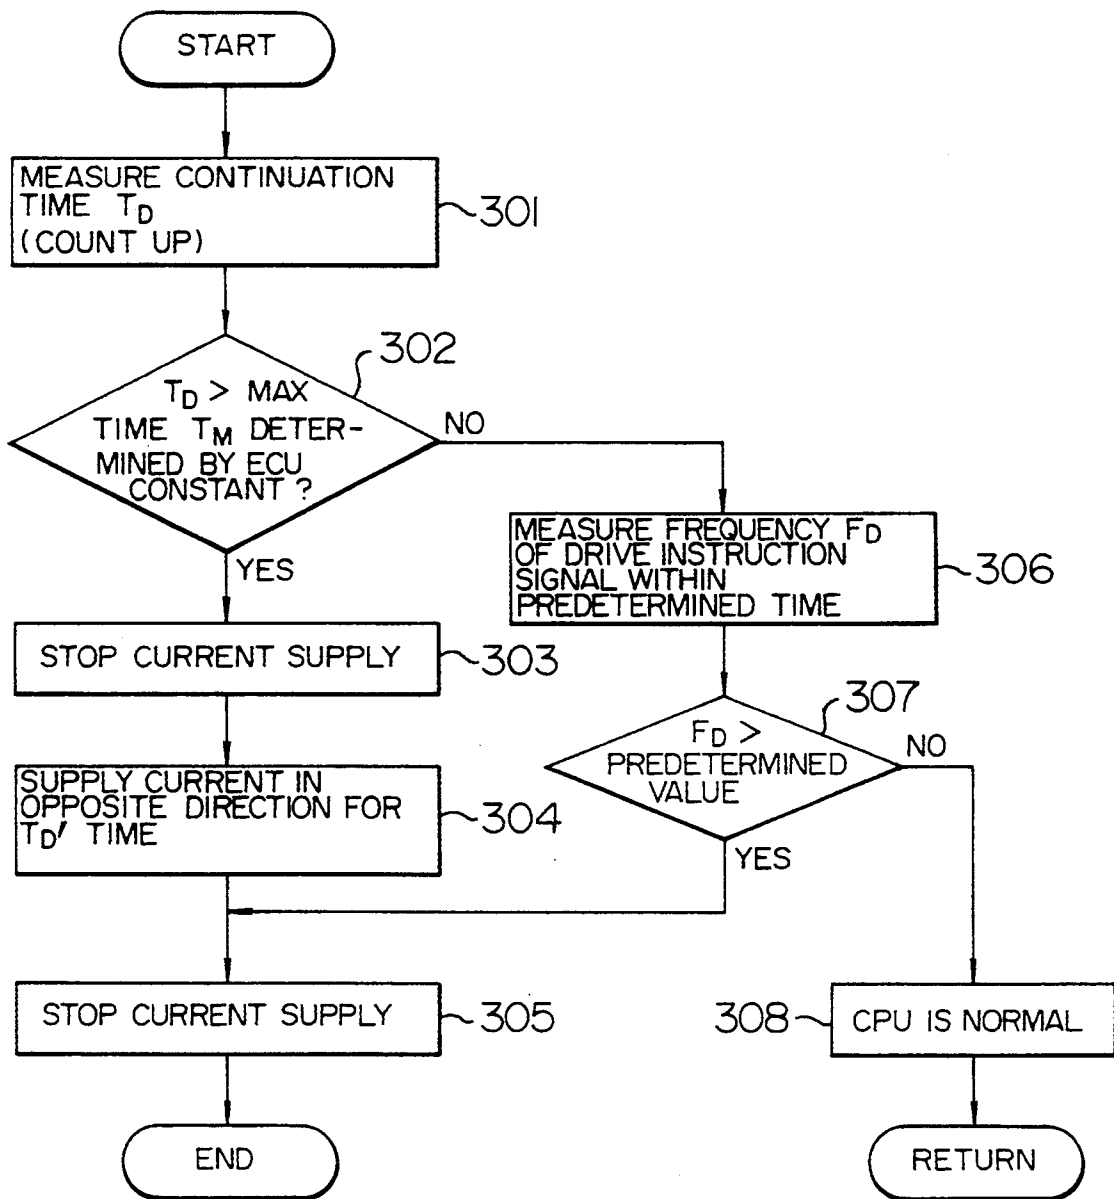 START
MEASURE CONTINUATION
TIME TD
(COUNT UP)
301
302
TD > MAX
TIME TM DETER-
MINED BY ECU
CONSTANT ?
NO
YES
MEASURE FREQUENCY FD
OF DRIVE INSTRUCTION
SIGNAL WITHIN
PREDETERMINED TIME
306
STOP CURRENT SUPPLY
303
307
FD >
PREDETERMINED
VALUE
NO
YES
SUPPLY CURRENT IN
OPPOSITE DIRECTION FOR
TD' TIME
304
STOP CURRENT SUPPLY
305
308
CPU IS NORMAL
END
RETURN